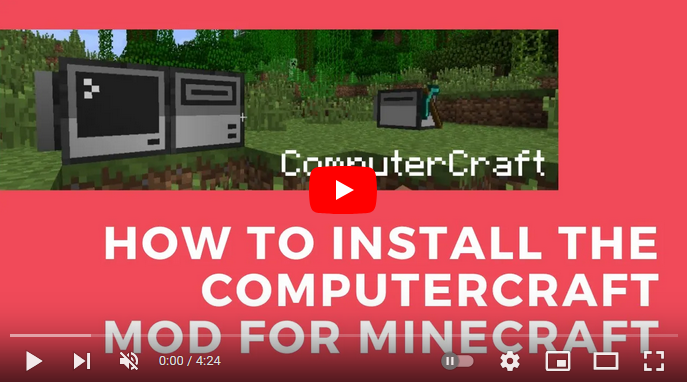 ComputerCraft
HOW TO INSTALL THE
COMPUTERCRAFT
MOD FOR MINECRAFT
0:00 / 4:24